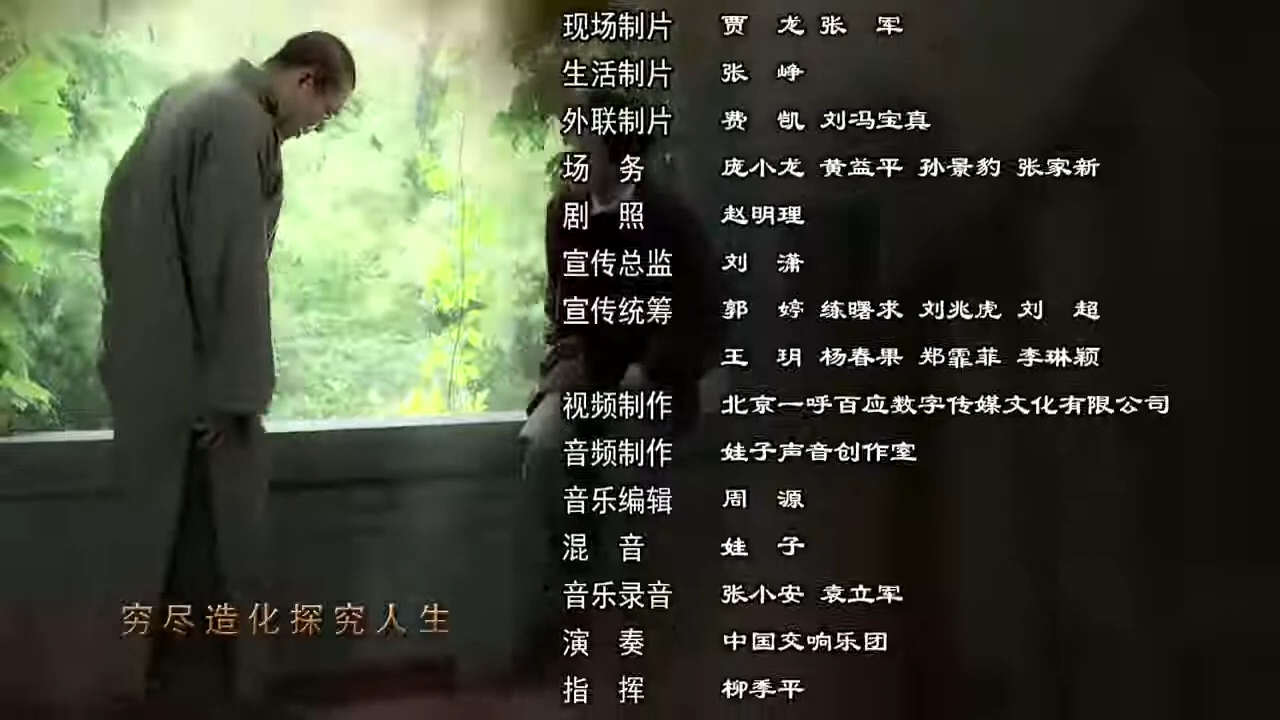 现场制片 贾 龙 张 军
生活制片 张 峥
外联制片 费 凯 刘冯宝真
场 务 庞小龙 黄益平 孙景豹 张家新
剧 照 赵明理
宣传总监 刘 潇
宣传统筹 郭 婷 练曙求 刘兆虎 刘 超
王 玥 杨春果 郑霏菲 李琳颖
视频制作 北京一呼百应数字传媒文化有限公司
音频制作 娃子声音创作室
音乐编辑 周 源
混 音 娃 子
音乐录音 张小安 袁立军
演 奏 中国交响乐团
指 挥 柳季平
穷尽造化探究人生